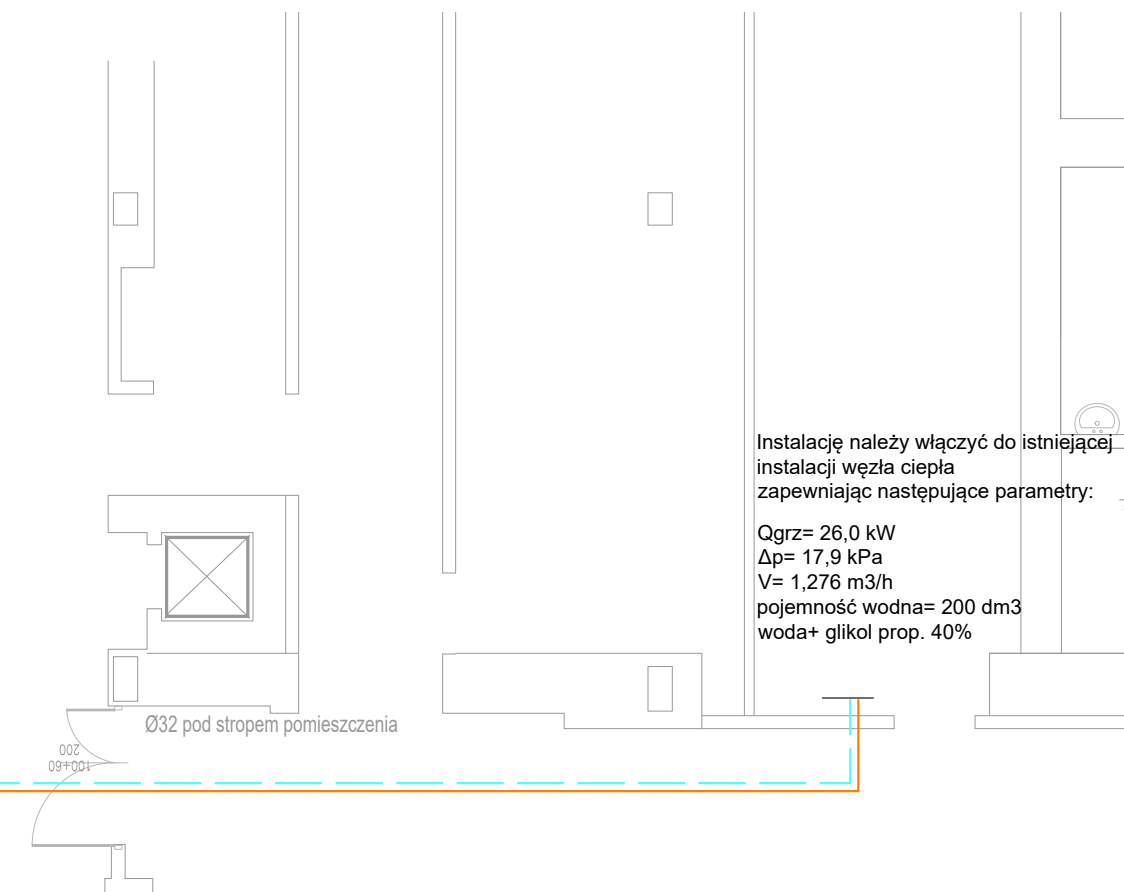 Instalację należy włączyć do istniejącej
instalacji węzła ciepła
zapewniając następujące parametry:
Qgrz= 26,0 kW
Δp= 17,9 kPa
V= 1,276 m3/h
pojemność wodna= 200 dm3
woda+ glikol prop. 40%
Ø32 pod stropem pomieszczenia
100+60
200